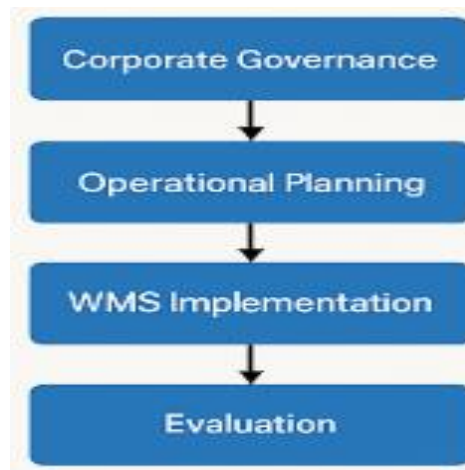 Corporate Governance
Operational Planning
WMS Implementation
Evaluation